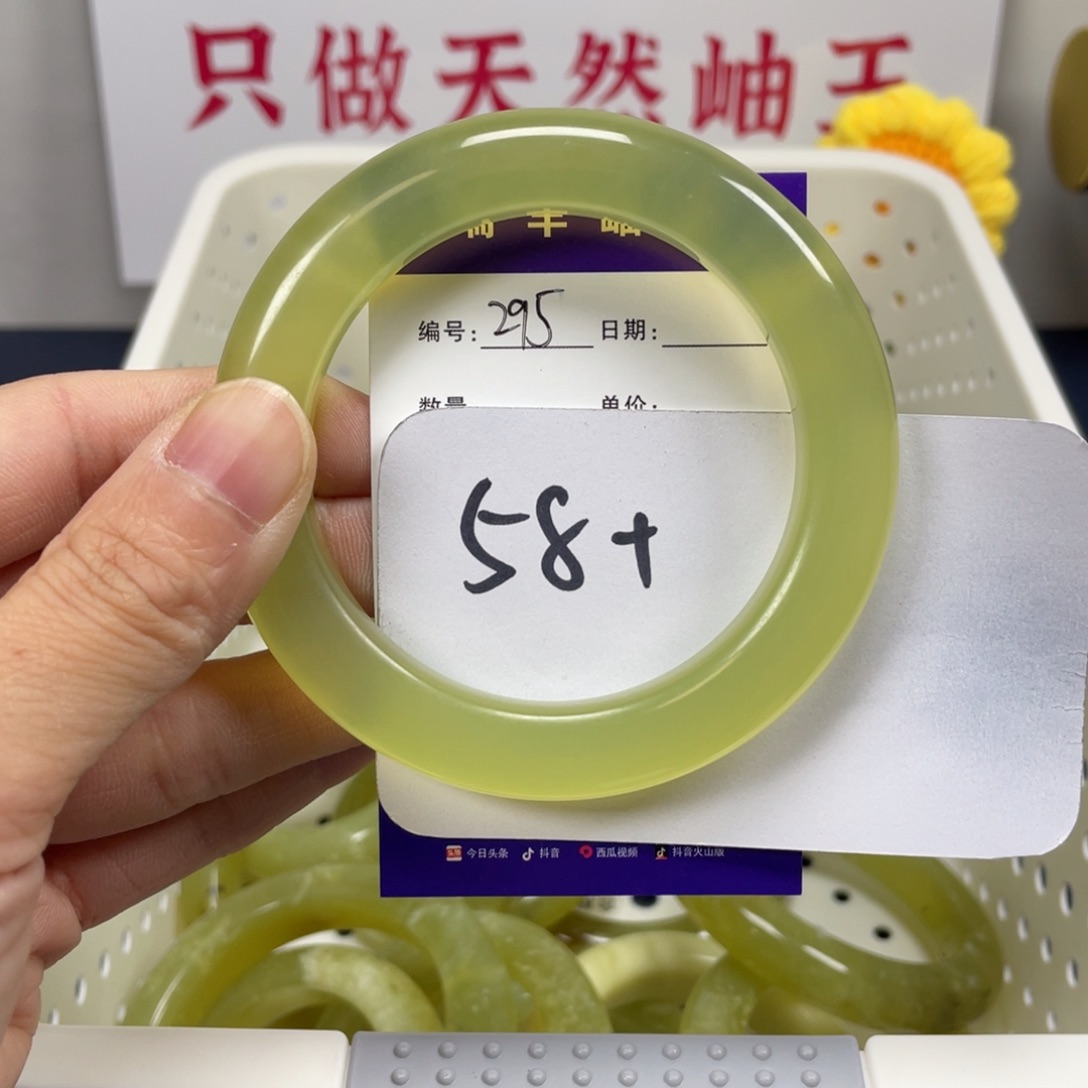 只做天然岫玉
编号: 295 日期:
数量 单价:
58+
今日头条 抖音 西瓜视频 抖音火山版